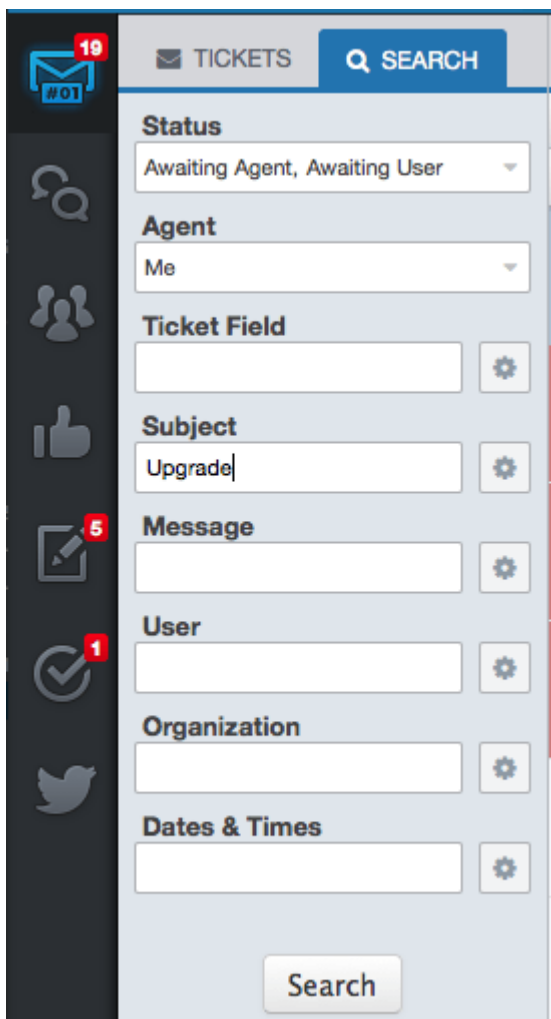 19
#01
TICKETS
SEARCH
Status
Awaiting Agent, Awaiting User
Agent
Me
Ticket Field
Subject
Upgrade
5
Message
User
1
Organization
Dates & Times
Search